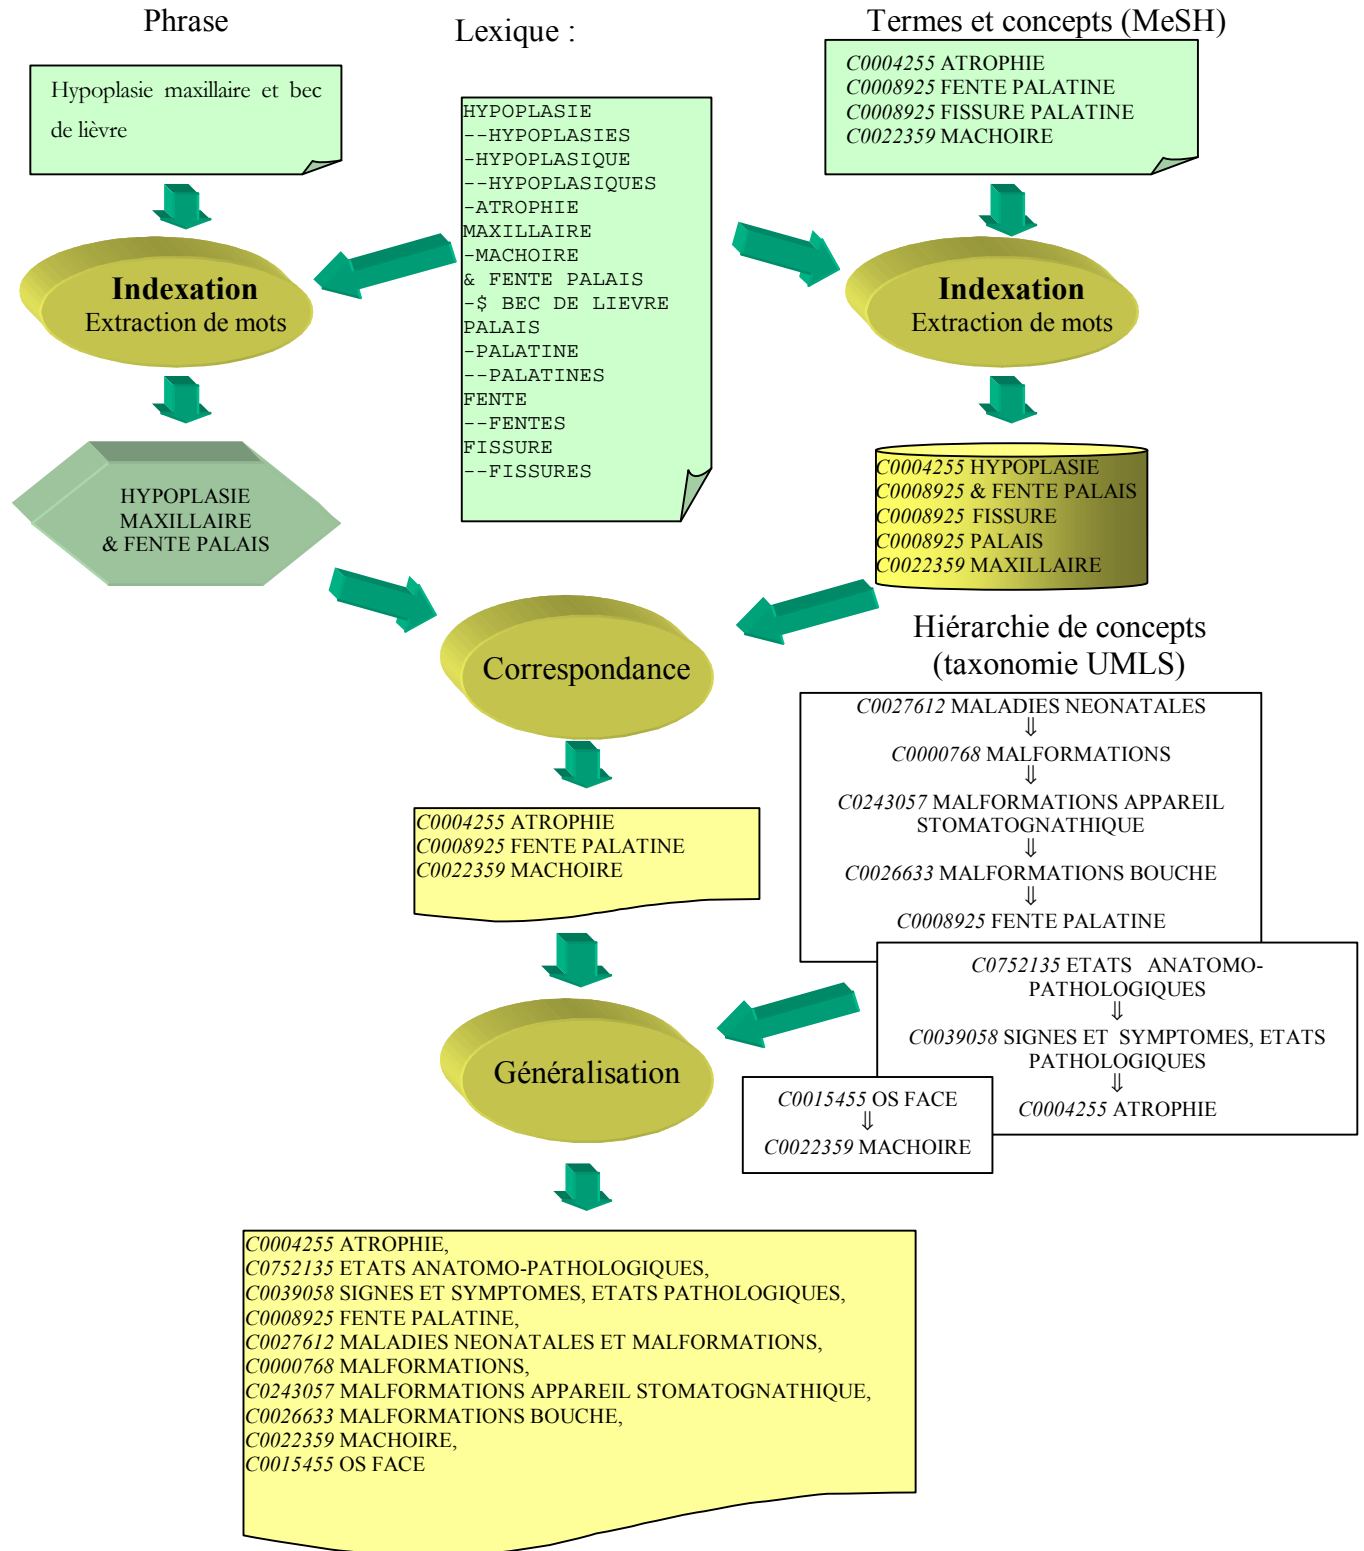 Phrase
Lexique :
Termes et concepts (MeSH)
Hypoplasie maxillaire et bec
de lièvre
HYPOPLASIE
--HYPOPLASIES
-HYPOPLASIQUE
--HYPOPLASIQUES
-ATROPHIE
MAXILLAIRE
-MACHOIRE
& FENTE PALAIS
-$ BEC DE LIEVRE
PALAIS
-PALATINE
--PALATINES
FENTE
--FENTES
FISSURE
--FISSURES
C0004255 ATROPHIE
C0008925 FENTE PALATINE
C0008925 FISSURE PALATINE
C0022359 MACHOIRE
Indexation
Extraction de mots
Indexation
Extraction de mots
HYPOPLASIE
MAXILLAIRE
& FENTE PALAIS
C0004255 HYPOPLASIE
C0008925 & FENTE PALAIS
C0008925 FISSURE
C0008925 PALAIS
C0022359 MAXILLAIRE
Correspondance
Hiérarchie de concepts
(taxonomie UMLS)
C0027612 MALADIES NEONATALES
⇓
C0000768 MALFORMATIONS
⇓
C0243057 MALFORMATIONS APPAREIL
STOMATOGNATHIQUE
⇓
C0026633 MALFORMATIONS BOUCHE
⇓
C0008925 FENTE PALATINE
C0004255 ATROPHIE
C0008925 FENTE PALATINE
C0022359 MACHOIRE
C0752135 ETATS ANATOMO-
PATHOLOGIQUES
⇓
C0039058 SIGNES ET SYMPTOMES, ETATS
PATHOLOGIQUES
⇓
C0004255 ATROPHIE
Généralisation
C0015455 OS FACE
⇓
C0022359 MACHOIRE
C0004255 ATROPHIE,
C0752135 ETATS ANATOMO-PATHOLOGIQUES,
C0039058 SIGNES ET SYMPTOMES, ETATS PATHOLOGIQUES,
C0008925 FENTE PALATINE,
C0027612 MALADIES NEONATALES ET MALFORMATIONS,
C0000768 MALFORMATIONS,
C0243057 MALFORMATIONS APPAREIL STOMATOGNATHIQUE,
C0026633 MALFORMATIONS BOUCHE,
C0022359 MACHOIRE,
C0015455 OS FACE